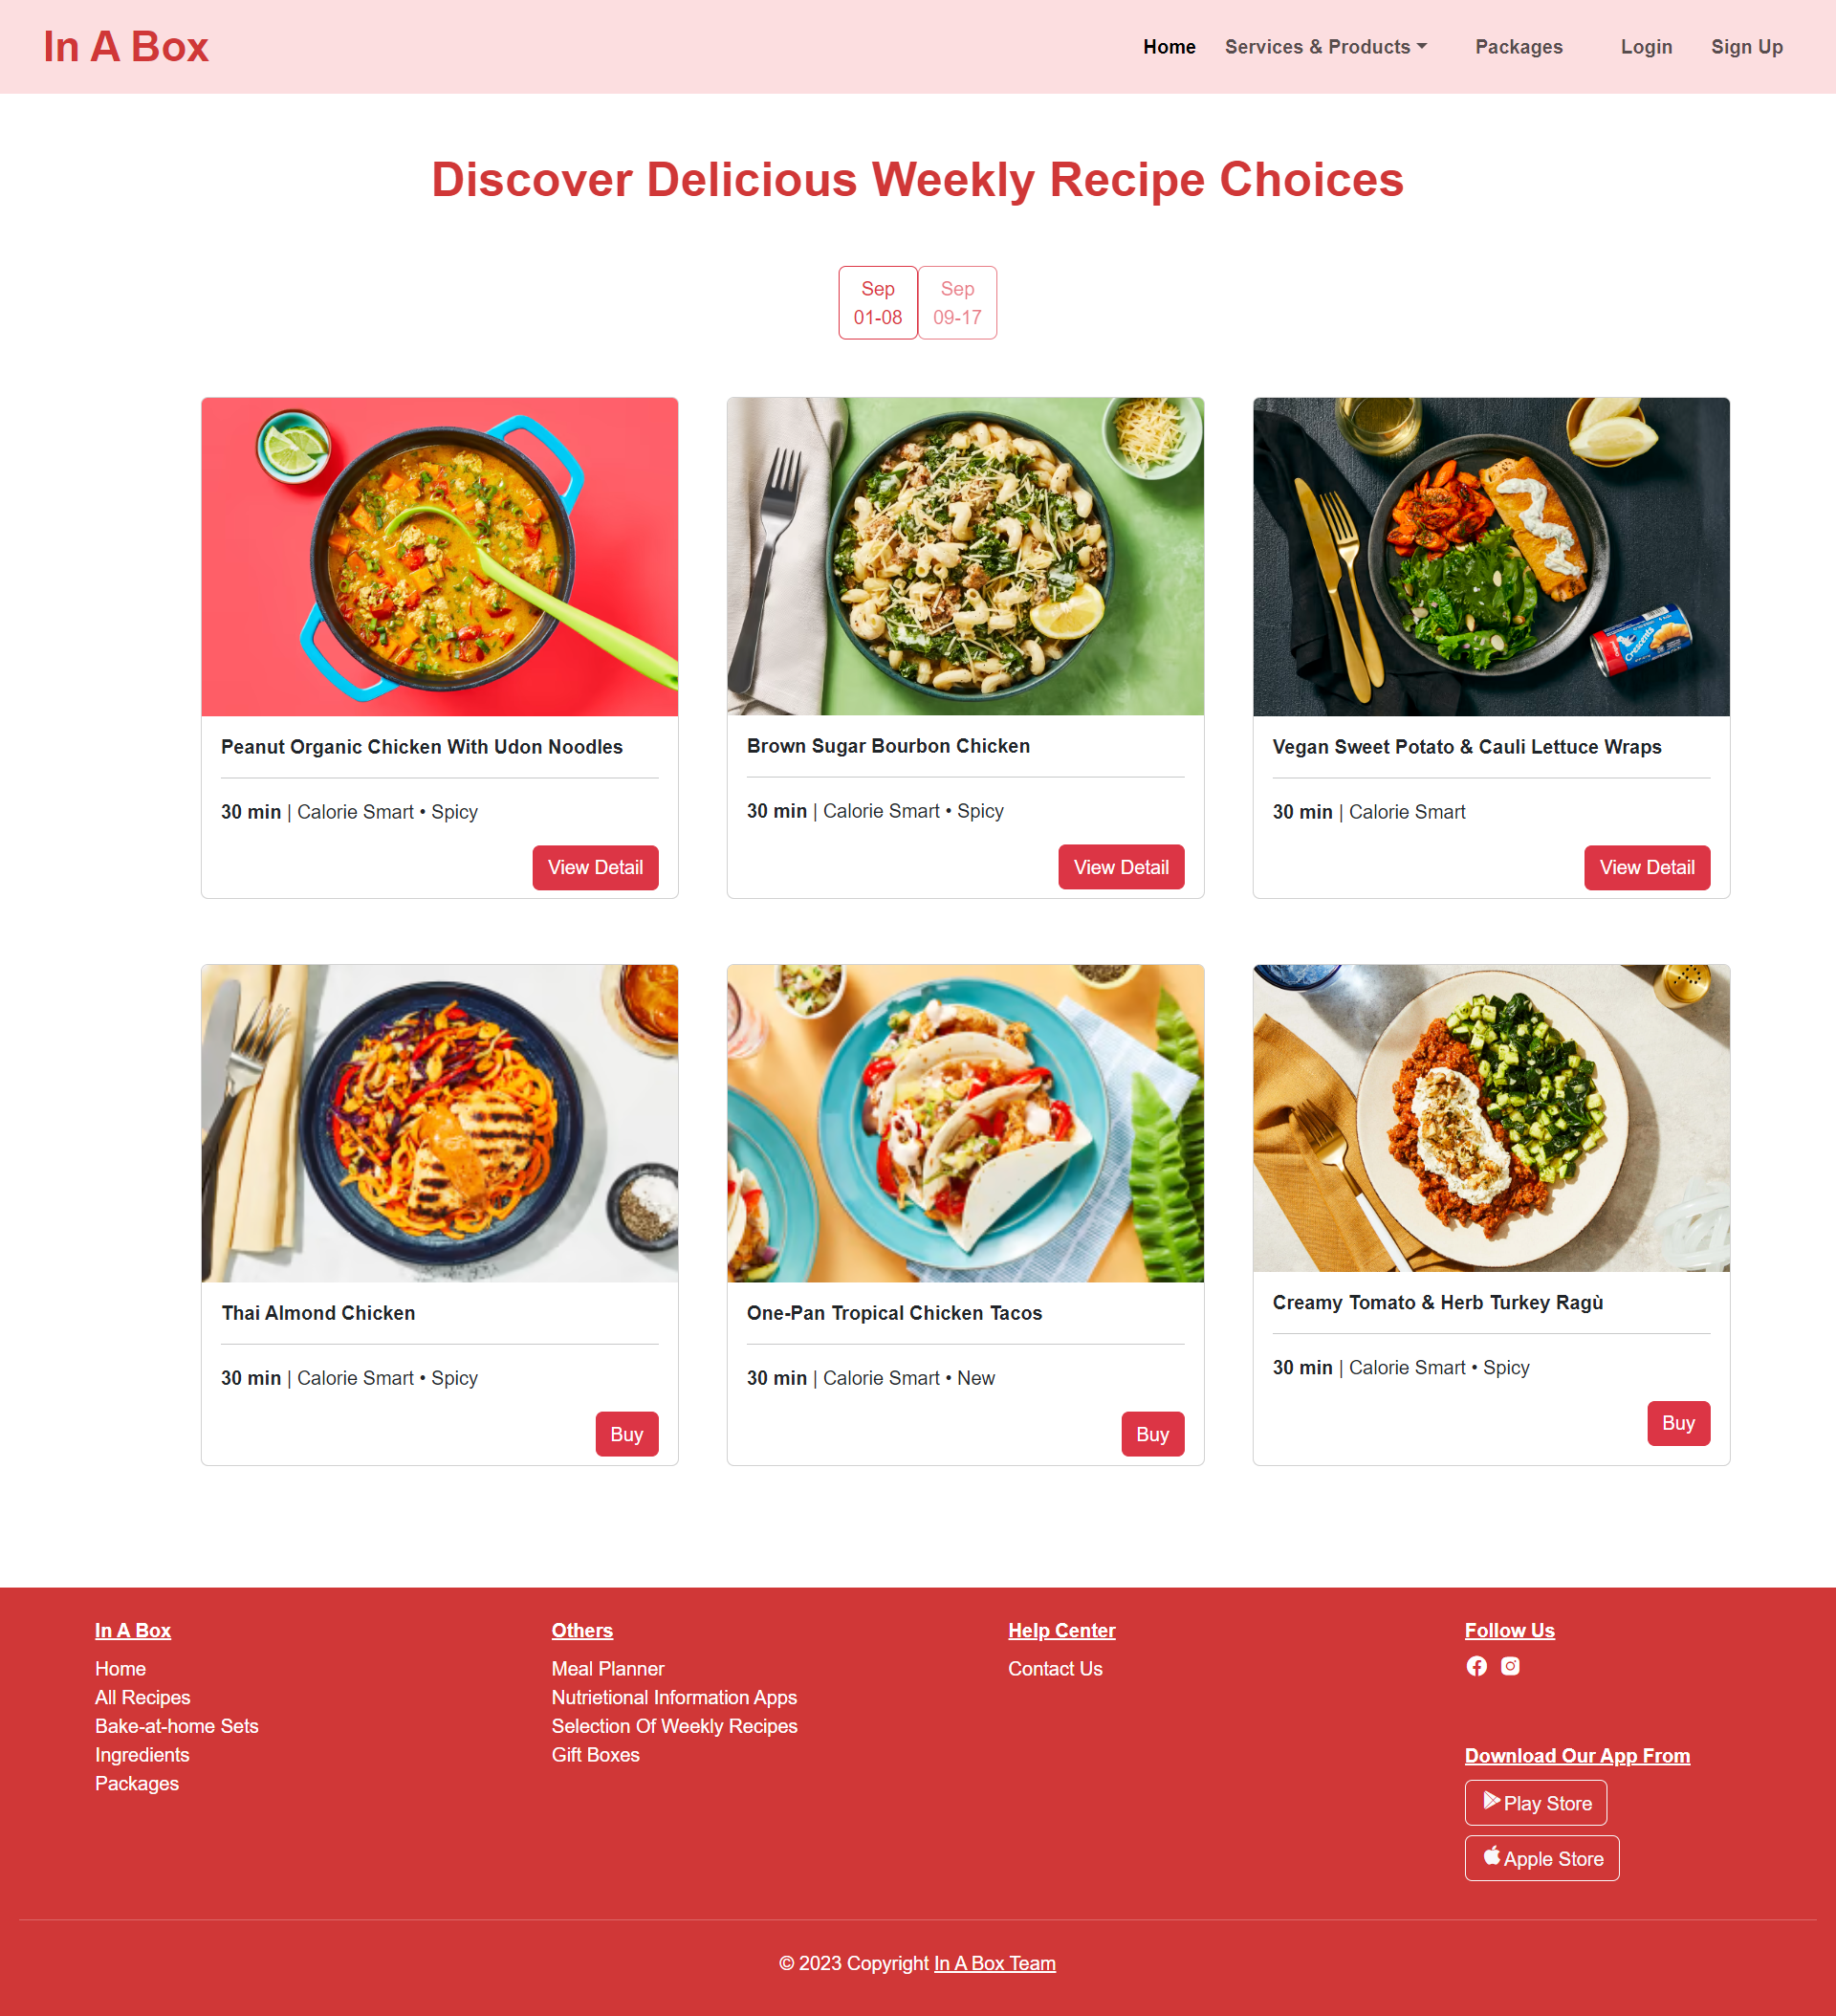 In A Box
Home Services & Products Packages Login Sign Up
Discover Delicious Weekly Recipe Choices
Sep
01-08
Sep
09-17
Crescents
Peanut Organic Chicken With Udon Noodles
30 min | Calorie Smart • Spicy
View Detail
Brown Sugar Bourbon Chicken
30 min | Calorie Smart • Spicy
View Detail
Vegan Sweet Potato & Cauli Lettuce Wraps
30 min | Calorie Smart
View Detail
Thai Almond Chicken
30 min | Calorie Smart • Spicy
Buy
One-Pan Tropical Chicken Tacos
30 min | Calorie Smart • New
Buy
Creamy Tomato & Herb Turkey Ragù
30 min | Calorie Smart • Spicy
Buy
In A Box
Home
All Recipes
Bake-at-home Sets
Ingredients
Packages
Others
Meal Planner
Nutrietional Information Apps
Selection Of Weekly Recipes
Gift Boxes
Help Center
Contact Us
Follow Us
Download Our App From
Play Store
Apple Store
© 2023 Copyright In A Box Team